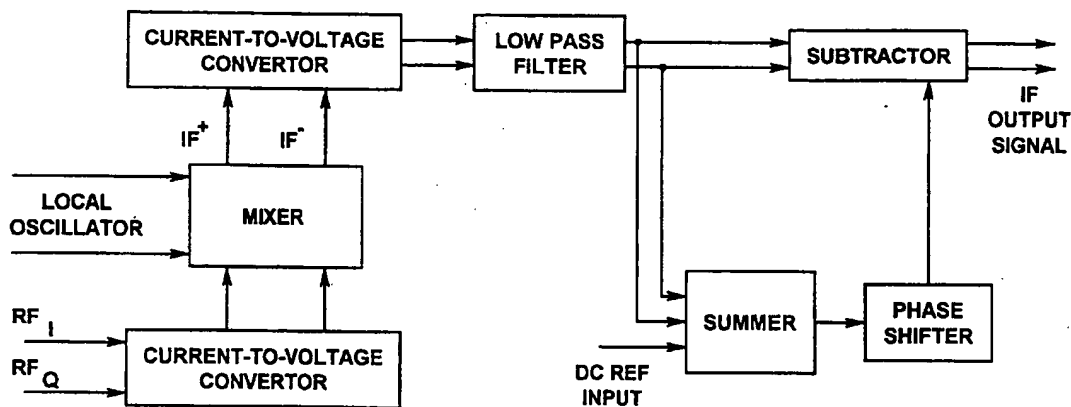 CURRENT-TO-VOLTAGE
CONVERTOR
LOW PASS
FILTER
SUBTRACTOR
IF
OUTPUT
SIGNAL
IF+
IF-
LOCAL
OSCILLATOR
MIXER
RF I
RF Q
CURRENT-TO-VOLTAGE
CONVERTOR
SUMMER
PHASE
SHIFTER
DC REF
INPUT